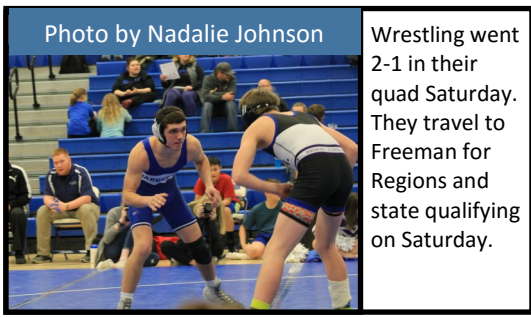 Photo by Nadalie Johnson
Wrestling went
2-1 in their
quad Saturday.
They travel to
Freeman for
Regions and
state qualifying
on Saturday.